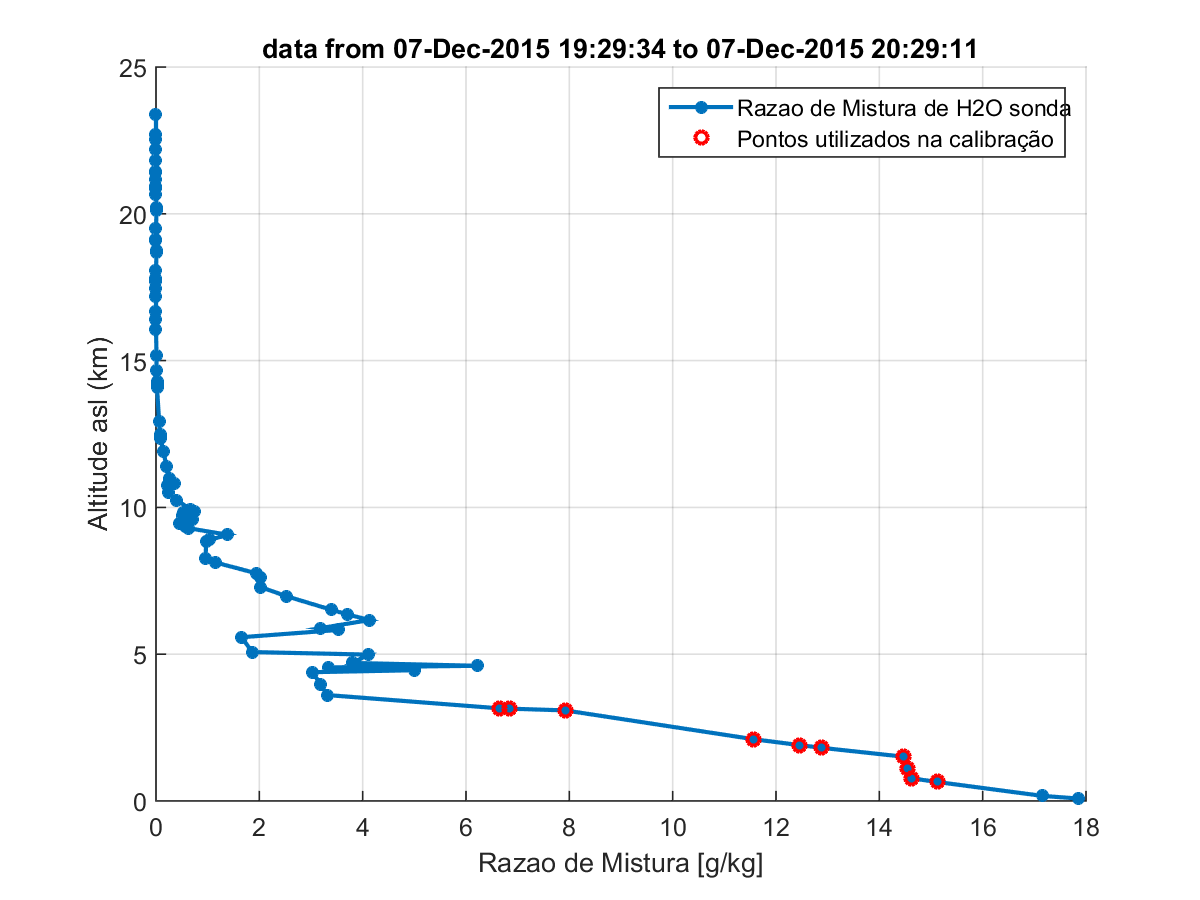 data from 07-Dec-2015 19:29:34 to 07-Dec-2015 20:29:11
Razao de Mistura de H2O sonda
Pontos utilizados na calibração
25
20
15
10
5
0
Altitude asl (km)
0 2 4 6 8 10 12 14 16 18
Razao de Mistura [g/kg]